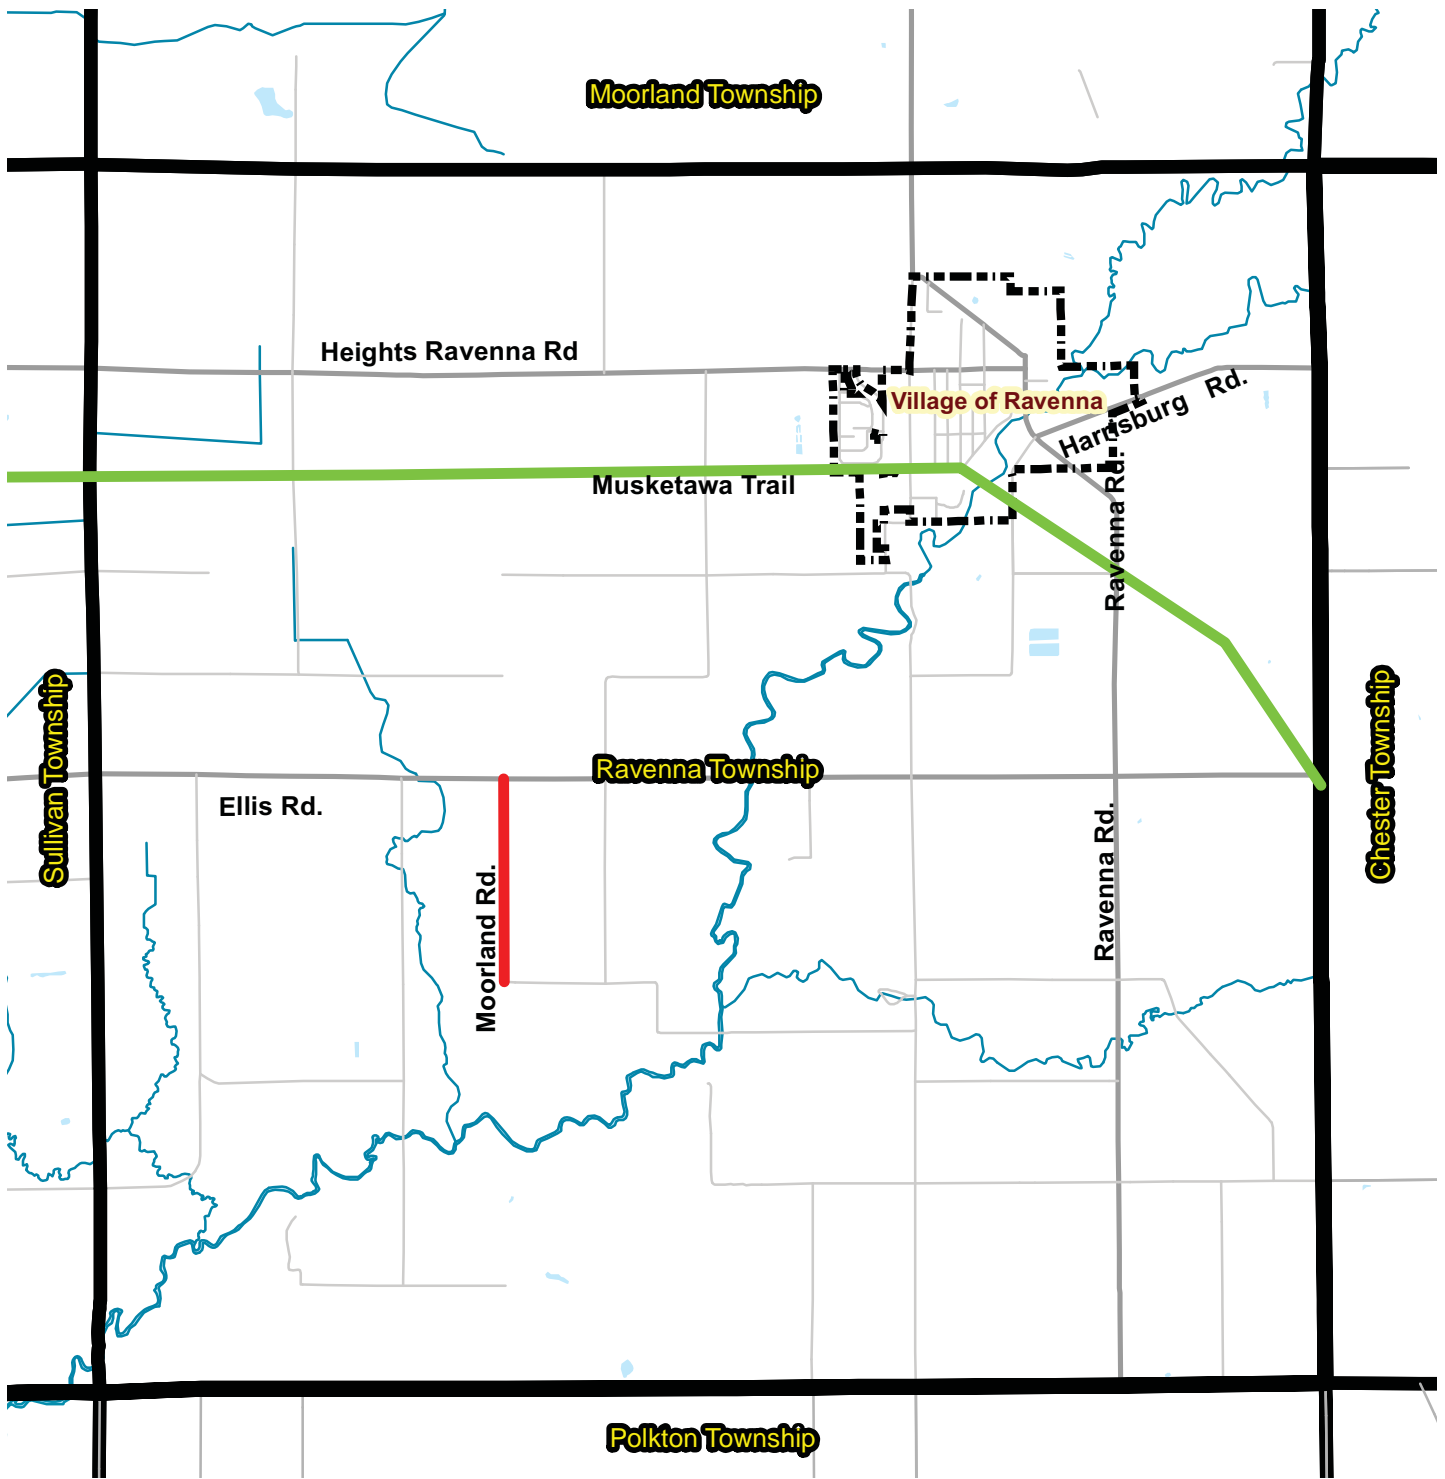 Moorland Township
Heights Ravenna Rd
Village of Ravenna
Harrisburg Rd.
Musketawa Trail
Ravenna Rd.
Sullivan Township
Ravenna Township
Chester Township
Ellis Rd.
Moorland Rd.
Ravenna Rd.
Polkton Township